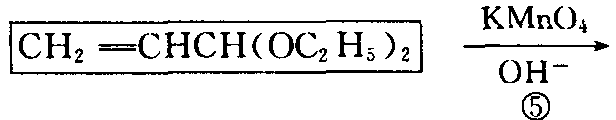 KMnO₄
CH₂=CHCH(OC₂H₅)₂
OH⁻
⑤